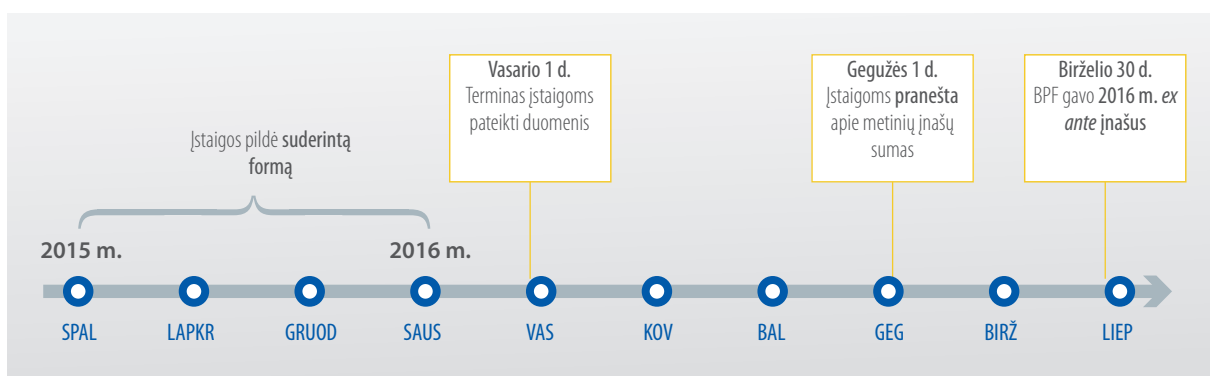 Vasario 1 d.
Terminas įstaigoms
pateikti duomenis
Gegužės 1 d.
Įstaigoms pranešta
apie metinių įnašų
sumas
Birželio 30 d.
BPF gavo 2016 m. ex
ante įnašus
Įstaigos pildė suderintą
formą
2015 m.
2016 m.
SPAL
LAPKR
GRUOD
SAUS
VAS
KOV
BAL
GEG
BIRŽ
LIEP